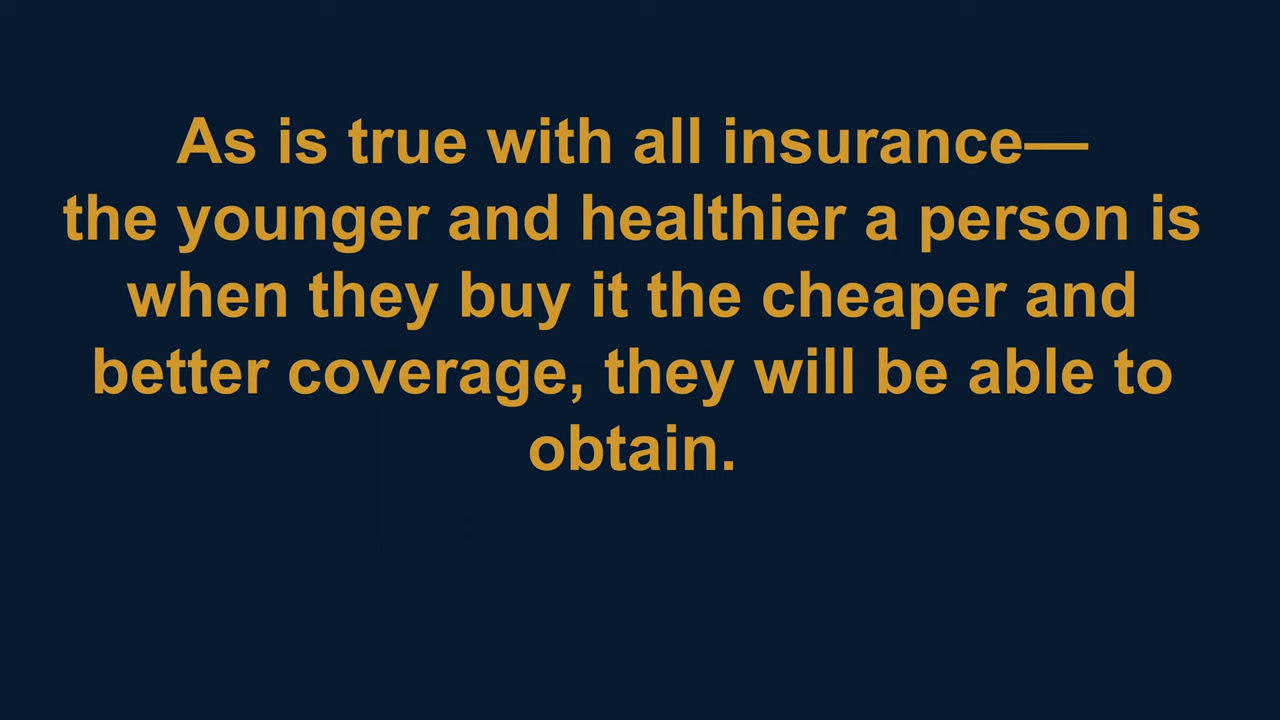 As is true with all insurance—
the younger and healthier a person is
when they buy it the cheaper and
better coverage, they will be able to
obtain.